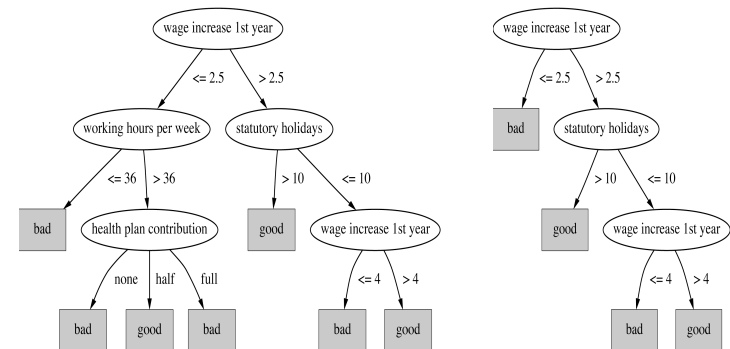 wage increase 1st year wage increase 1st year
<= 2.5 > 2.5 <= 2.5 > 2.5
working hours per week statutory holidays bad statutory holidays
<= 36 > 36 > 10 <= 10 > 10 <= 10
bad health plan contribution good wage increase 1st year good wage increase 1st year
none half full <= 4 > 4 <= 4 > 4
bad good bad bad good bad good